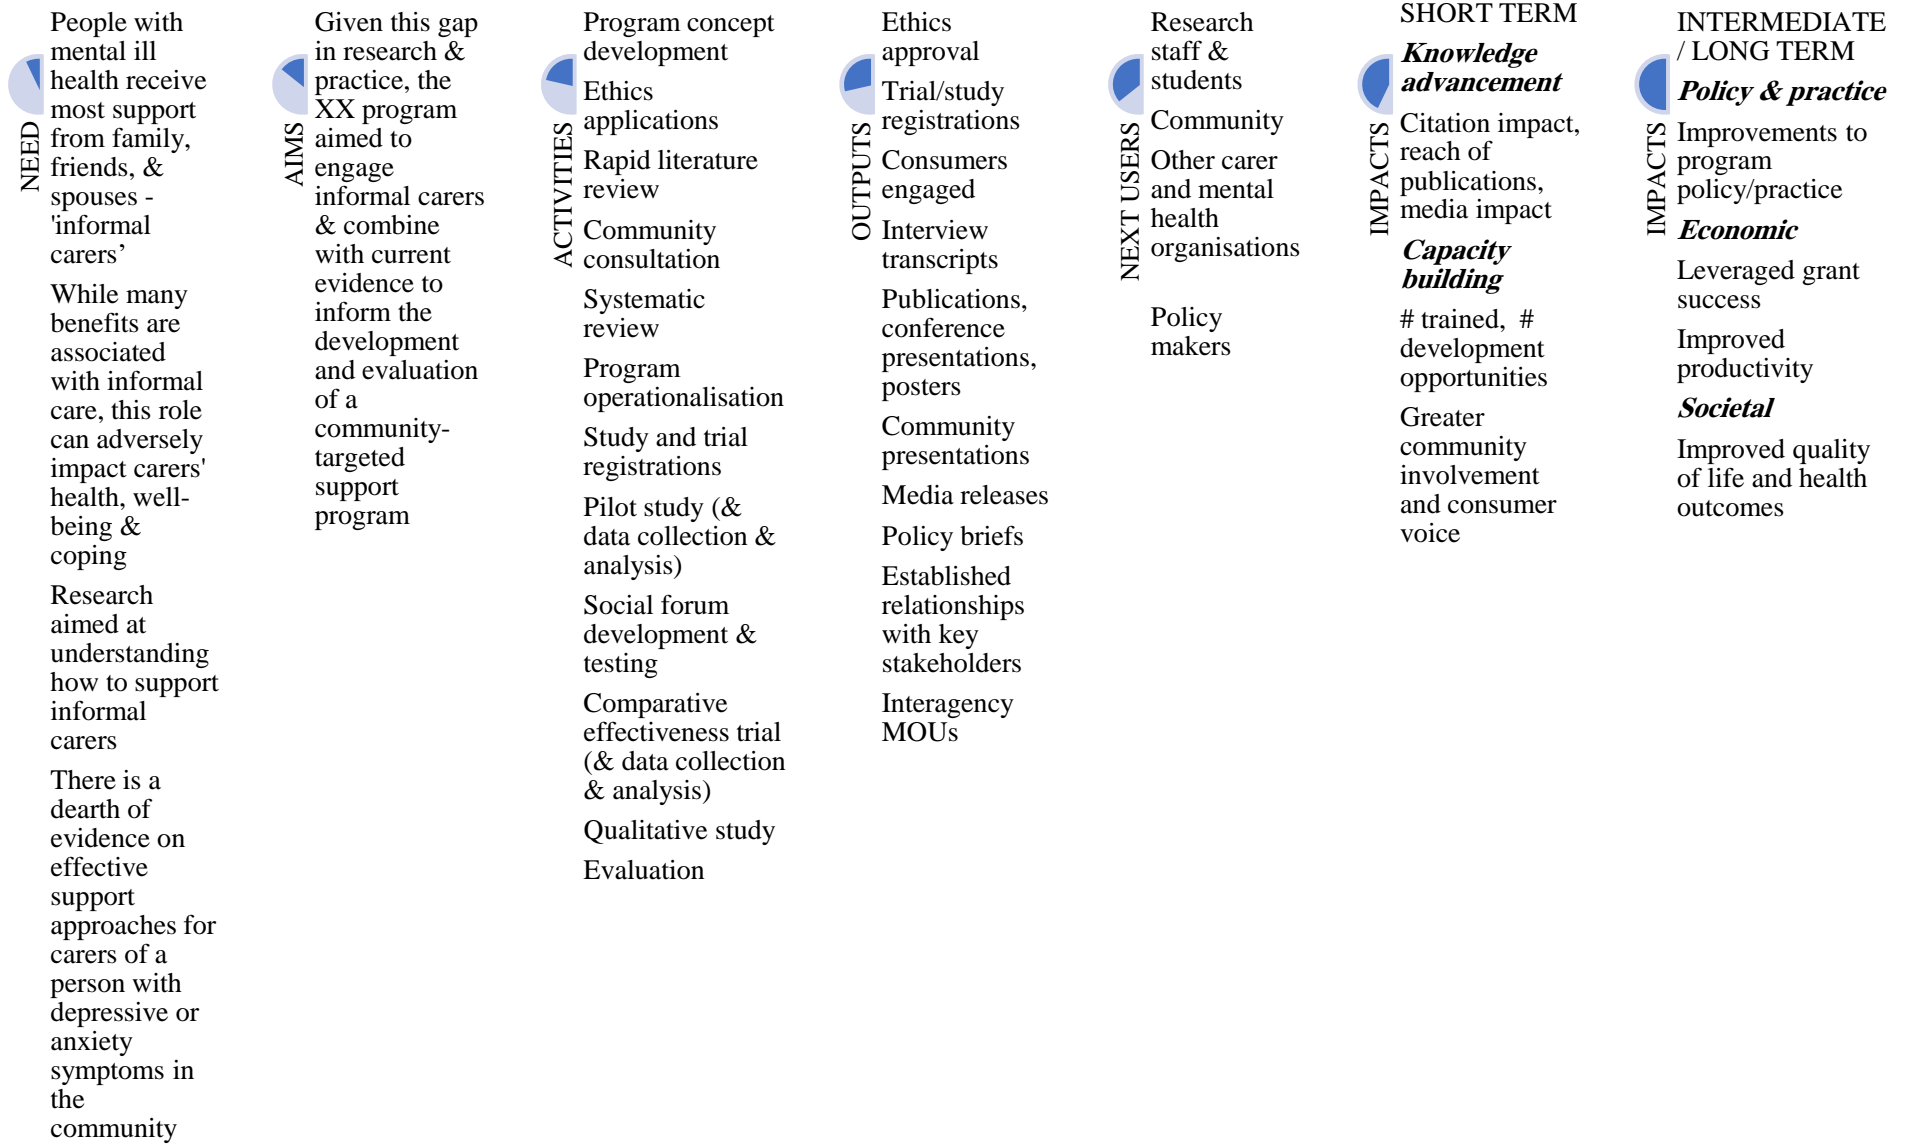 NEED
People with
mental ill
health receive
most support
from family,
friends, &
spouses -
'informal
carers’
While many
benefits are
associated
with informal
care, this role
can adversely
impact carers'
health, well-
being &
coping
Research
aimed at
understanding
how to support
informal
carers
There is a
dearth of
evidence on
effective
support
approaches for
carers of a
person with
depressive or
anxiety
symptoms in
the
community
AIMS
Given this gap
in research &
practice, the
XX program
aimed to
engage
informal carers
& combine
with current
evidence to
inform the
development
and evaluation
of a
community-
targeted
support
program
ACTIVITIES
Program concept
development
Ethics
applications
Rapid literature
review
Community
consultation
Systematic
review
Program
operationalisation
Study and trial
registrations
Pilot study (&
data collection &
analysis)
Social forum
development &
testing
Comparative
effectiveness trial
(& data collection
& analysis)
Qualitative study
Evaluation
OUTPUTS
Ethics
approval
Trial/study
registrations
Consumers
engaged
Interview
transcripts
Publications,
conference
presentations,
posters
Community
presentations
Media releases
Policy briefs
Established
relationships
with key
stakeholders
Interagency
MOUs
NEXT USERS
Research
staff &
students
Community
Other carer
and mental
health
organisations
Policy
makers
IMPACTS
SHORT TERM
Knowledge
advancement
Citation impact,
reach of
publications,
media impact
Capacity
building
# trained, #
development
opportunities
Greater
community
involvement
and consumer
voice
IMPACTS
INTERMEDIATE
/ LONG TERM
Policy & practice
Improvements to
program
policy/practice
Economic
Leveraged grant
success
Improved
productivity
Societal
Improved quality
of life and health
outcomes